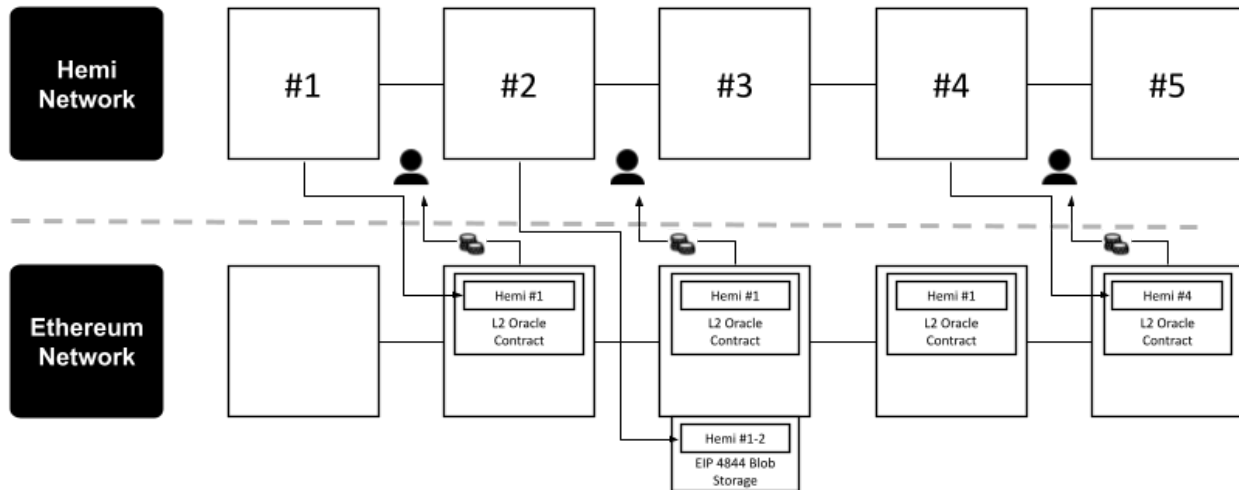 Hemi
Network
#1
#2
#3
#4
#5
Ethereum
Network
Hemi #1
L2 Oracle
Contract
Hemi #1
L2 Oracle
Contract
Hemi #1
L2 Oracle
Contract
Hemi #4
L2 Oracle
Contract
Hemi #1-2
EIP 4844 Blob
Storage